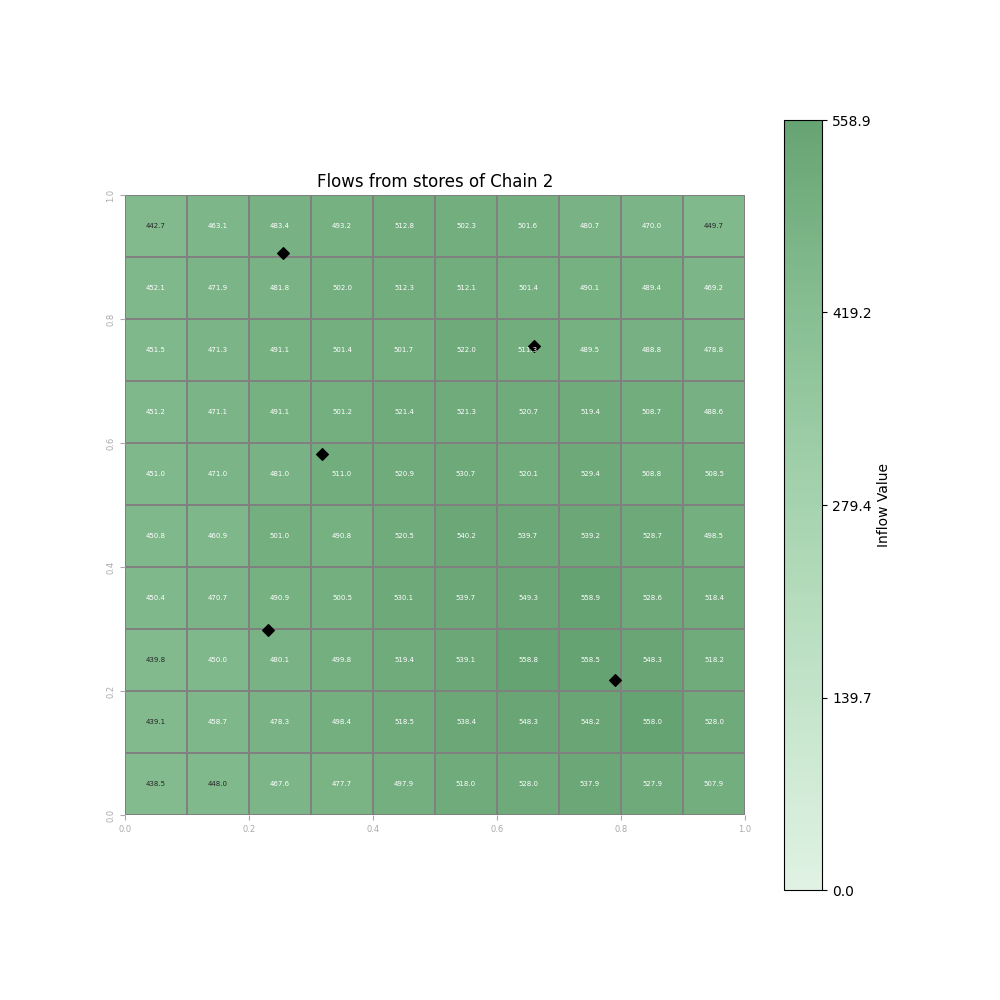 Flows from stores of Chain 2
558.9
419.2
279.4
139.7
0.0
Inflow Value
1.0
0.8
0.6
0.4
0.2
0.0
442.7 463.1 483.4 493.2 512.8 502.3 501.6 480.7 470.0 449.7
452.1 471.9 481.8 502.0 512.3 512.1 501.4 490.1 489.4 469.2
451.5 471.3 491.1 501.4 501.7 522.0 489.5 488.8 478.8
451.2 471.1 491.1 501.2 521.4 521.3 520.7 519.4 508.7 488.6
451.0 471.0 481.0 511.0 520.9 530.7 520.1 529.4 508.8 508.5
450.8 460.9 501.0 490.8 520.5 540.2 539.7 539.2 528.7 498.5
450.4 470.7 490.9 500.5 530.1 539.7 549.3 558.9 528.6 518.4
439.8 450.0 480.1 499.8 519.4 539.1 558.8 558.5 548.3 518.2
439.1 458.7 478.3 498.4 518.5 538.4 548.3 548.2 558.0 528.0
438.5 448.0 467.6 477.7 497.9 518.0 528.0 537.9 527.9 507.9
0.0 0.2 0.4 0.6 0.8 1.0